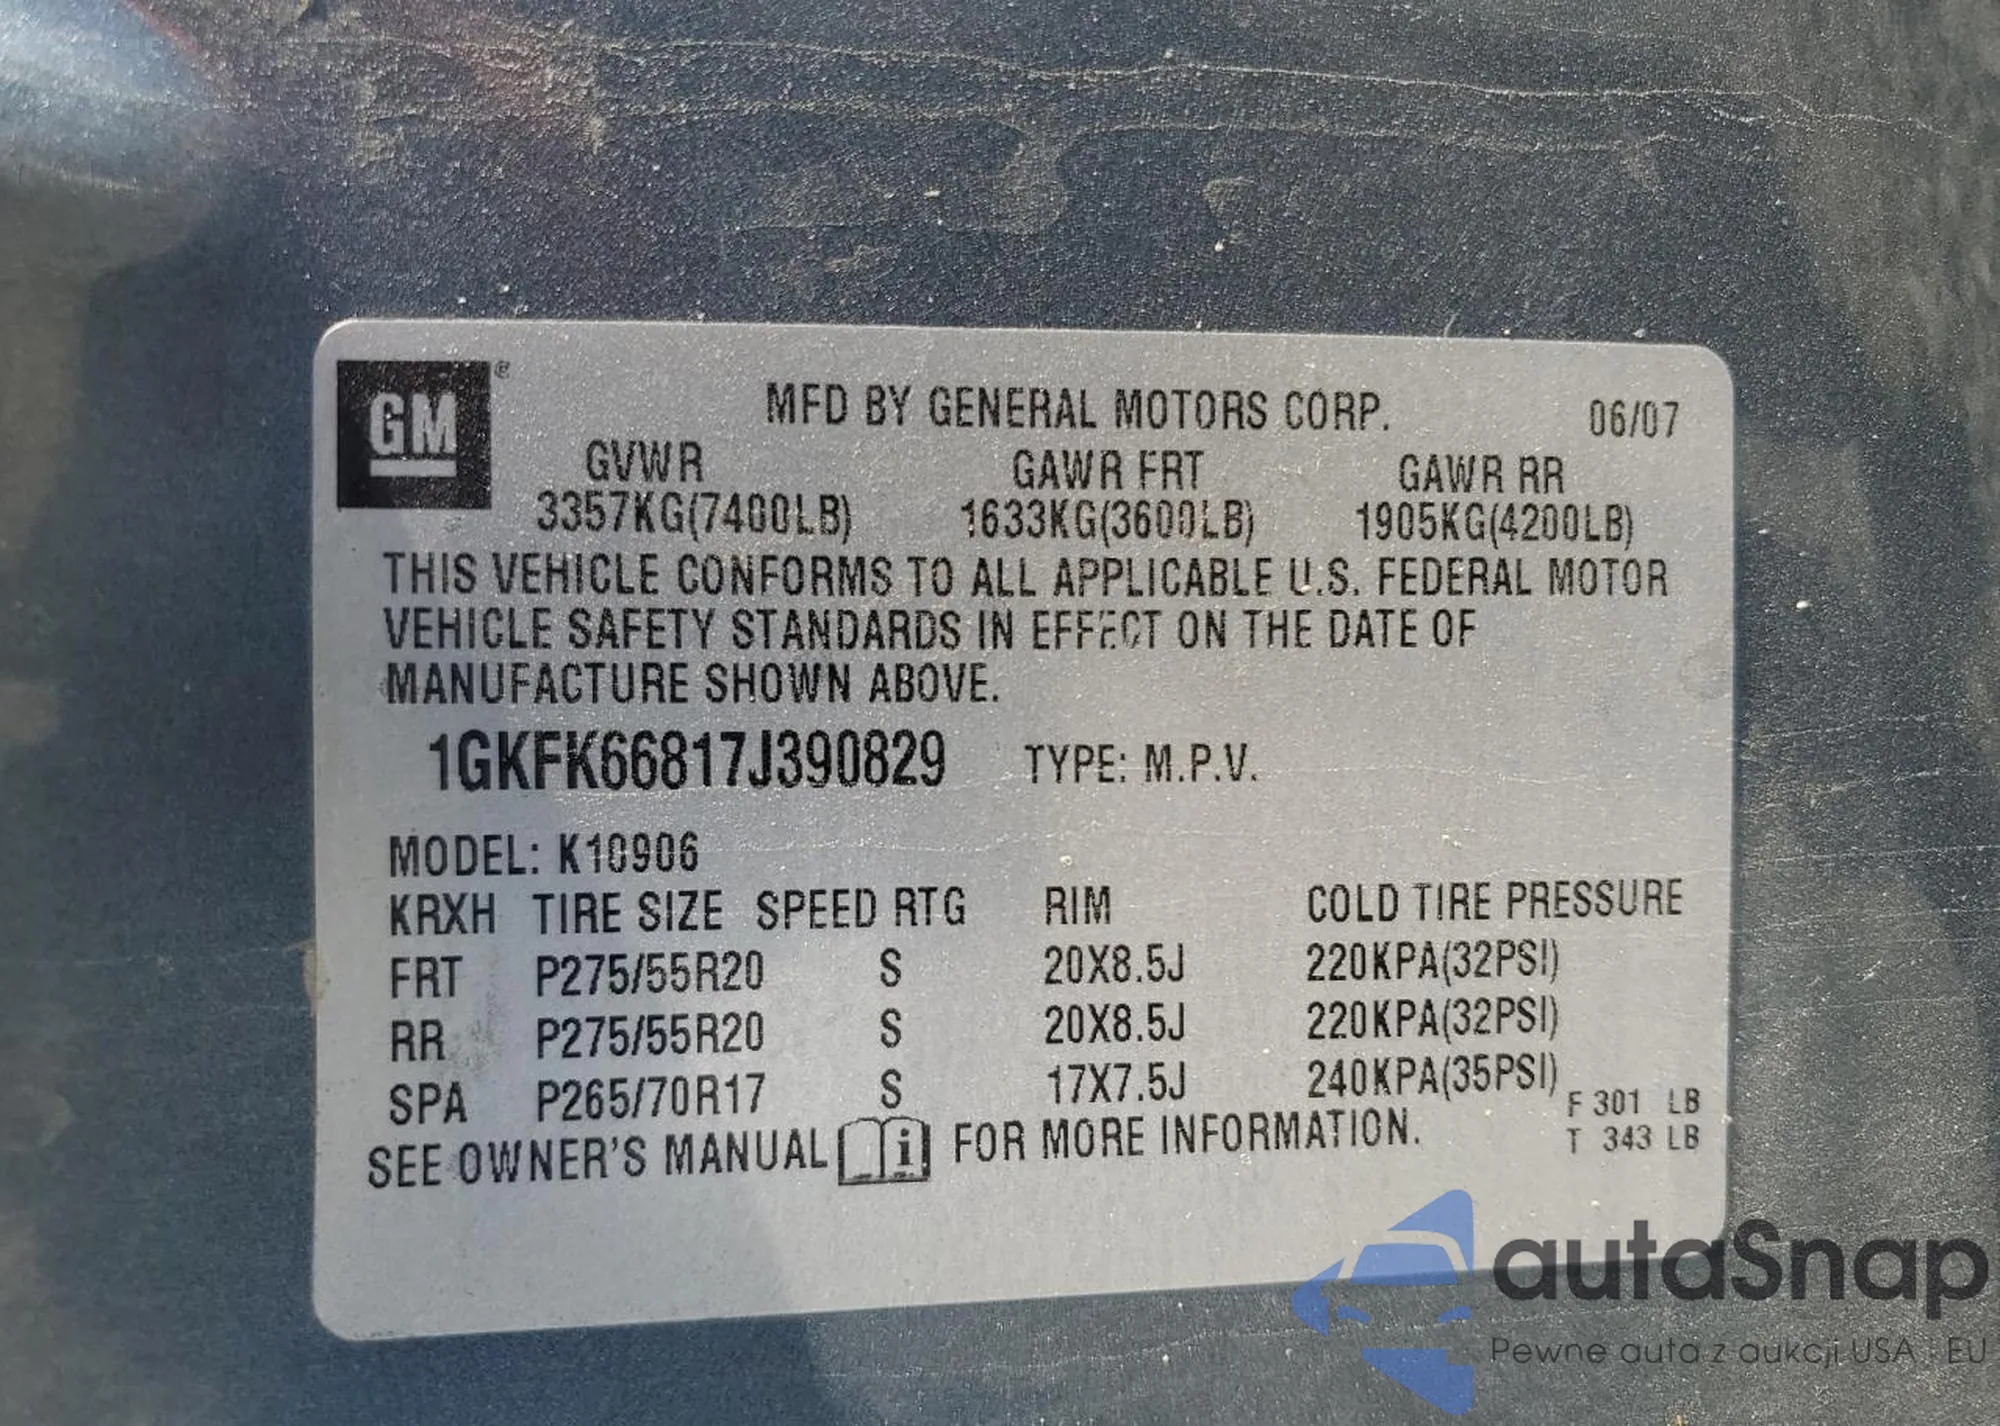 GM®
MFD BY GENERAL MOTORS CORP. 06/07
GVWR GAWR FRT GAWR RR
3357KG(7400LB) 1633KG(3600LB) 1905KG(4200LB)
THIS VEHICLE CONFORMS TO ALL APPLICABLE U.S. FEDERAL MOTOR
VEHICLE SAFETY STANDARDS IN EFFECT ON THE DATE OF
MANUFACTURE SHOWN ABOVE.
1GKFK66817J390829 TYPE: M.P.V.
MODEL: K10906
KRXH TIRE SIZE SPEED RTG RIM COLD TIRE PRESSURE
FRT P275/55R20 S 20X8.5J 220KPA(32PSI)
RR P275/55R20 S 20X8.5J 220KPA(32PSI)
SPA P265/70R17 S 17X7.5J 240KPA(35PSI)
F 301 LB
SEE OWNER'S MANUAL i FOR MORE INFORMATION.
T 343 LB
autaSnap
Pewne auta z aukcji USA i EU